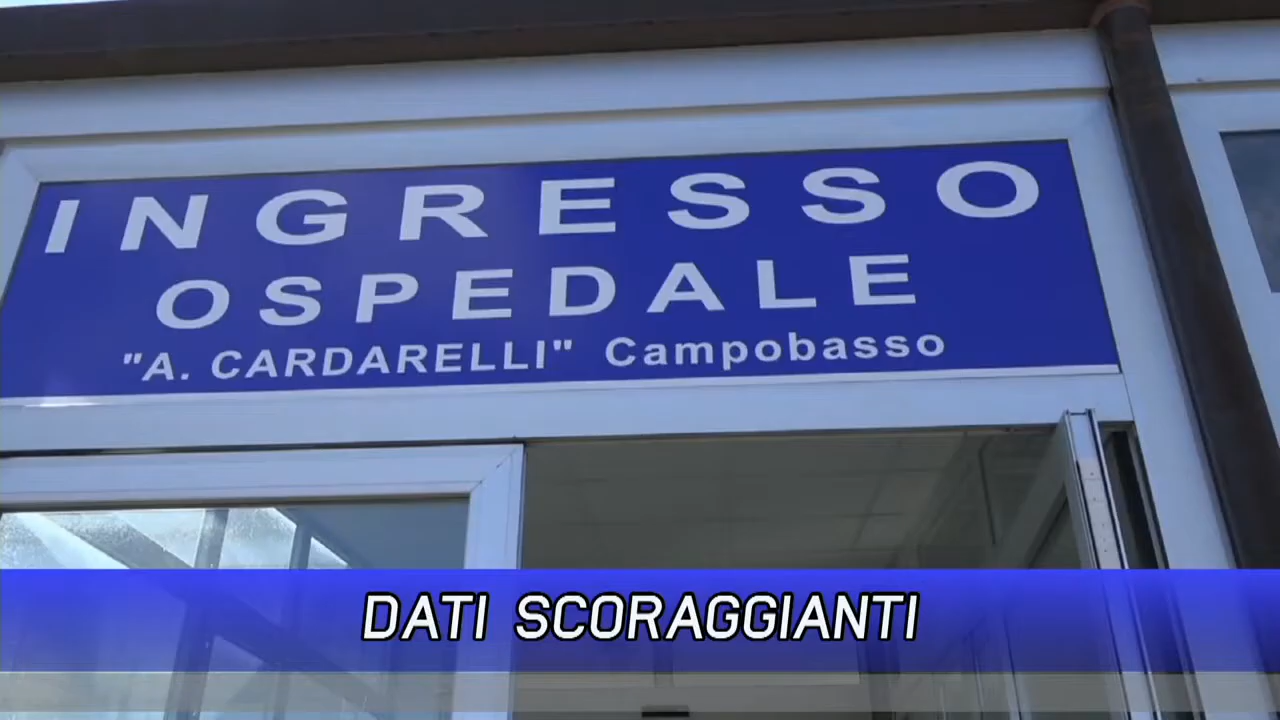 INGRESSO
OSPEDALE
"A. CARDARELLI" Campobasso
DATI SCORAGGIANTI